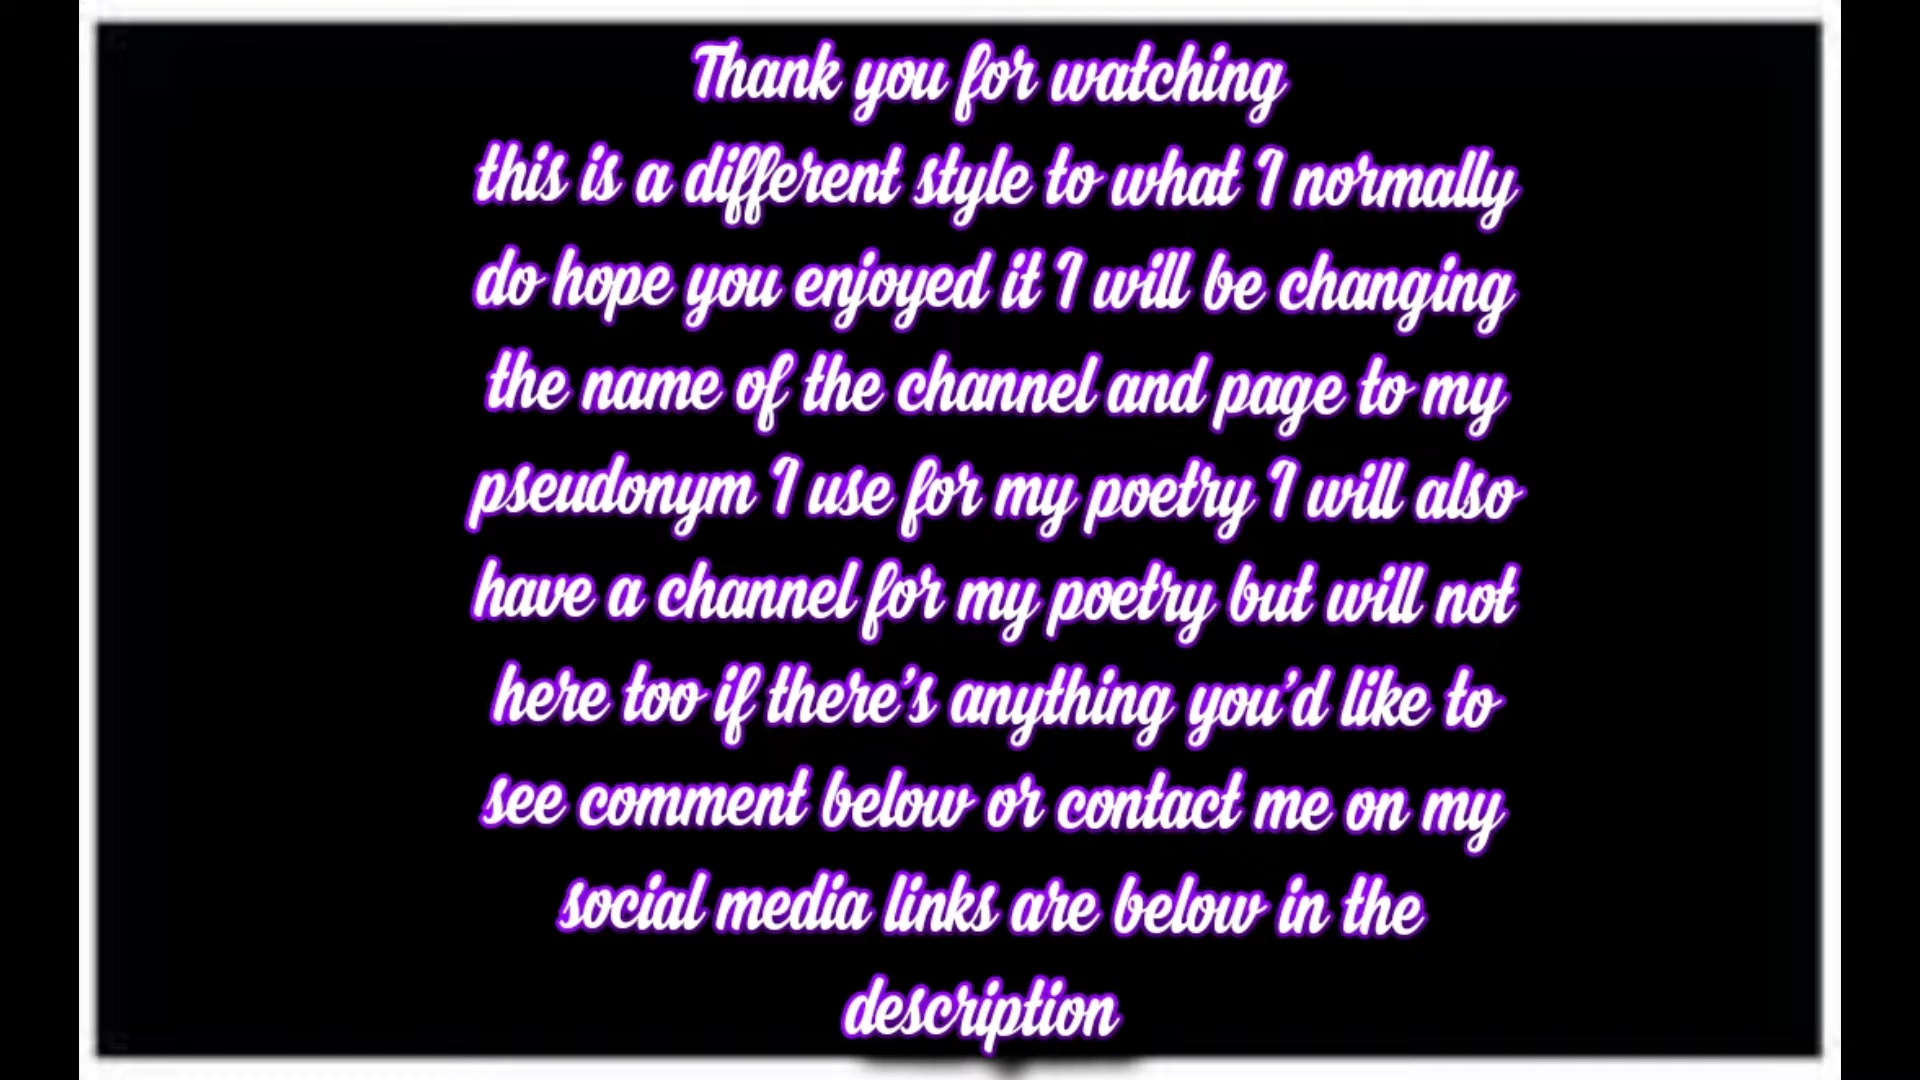 Thank you for watching
this is a different style to what I normally
do hope you enjoyed it I will be changing
the name of the channel and page to my
pseudonym I use for my poetry I will also
have a channel for my poetry but will not
here too if there's anything you'd like to
see comment below or contact me on my
social media links are below in the
description